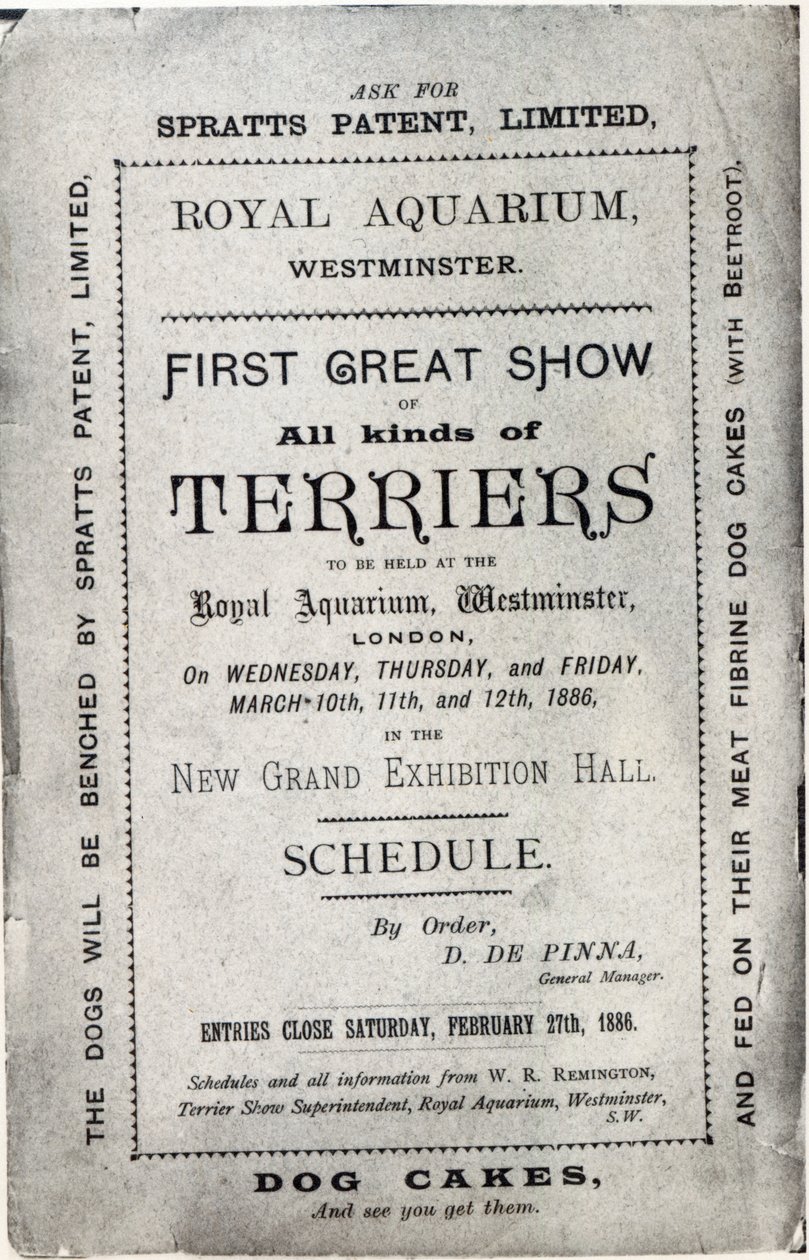 ASK FOR
SPRATTS PATENT, LIMITED,
THE DOGS WILL BE BENCHED BY SPRATTS PATENT, LIMITED,
ROYAL AQUARIUM,
WESTMINSTER.
FIRST GREAT SHOW
OF
All kinds of
TERRIERS
TO BE HELD AT THE
Royal Aquarium, Westminster,
LONDON,
On WEDNESDAY, THURSDAY, and FRIDAY,
MARCH 10th, 11th, and 12th, 1886,
IN THE
NEW GRAND EXHIBITION HALL.
SCHEDULE.
By Order,
D. DE PINNA,
General Manager.
ENTRIES CLOSE SATURDAY, FEBRUARY 27th, 1886.
Schedules and all information from W. R. REMINGTON,
Terrier Show Superintendent, Royal Aquarium, Westminster,
S.W.
AND FED ON THEIR MEAT FIBRINE DOG CAKES (WITH BEETROOT),
DOG CAKES,
And see you get them.